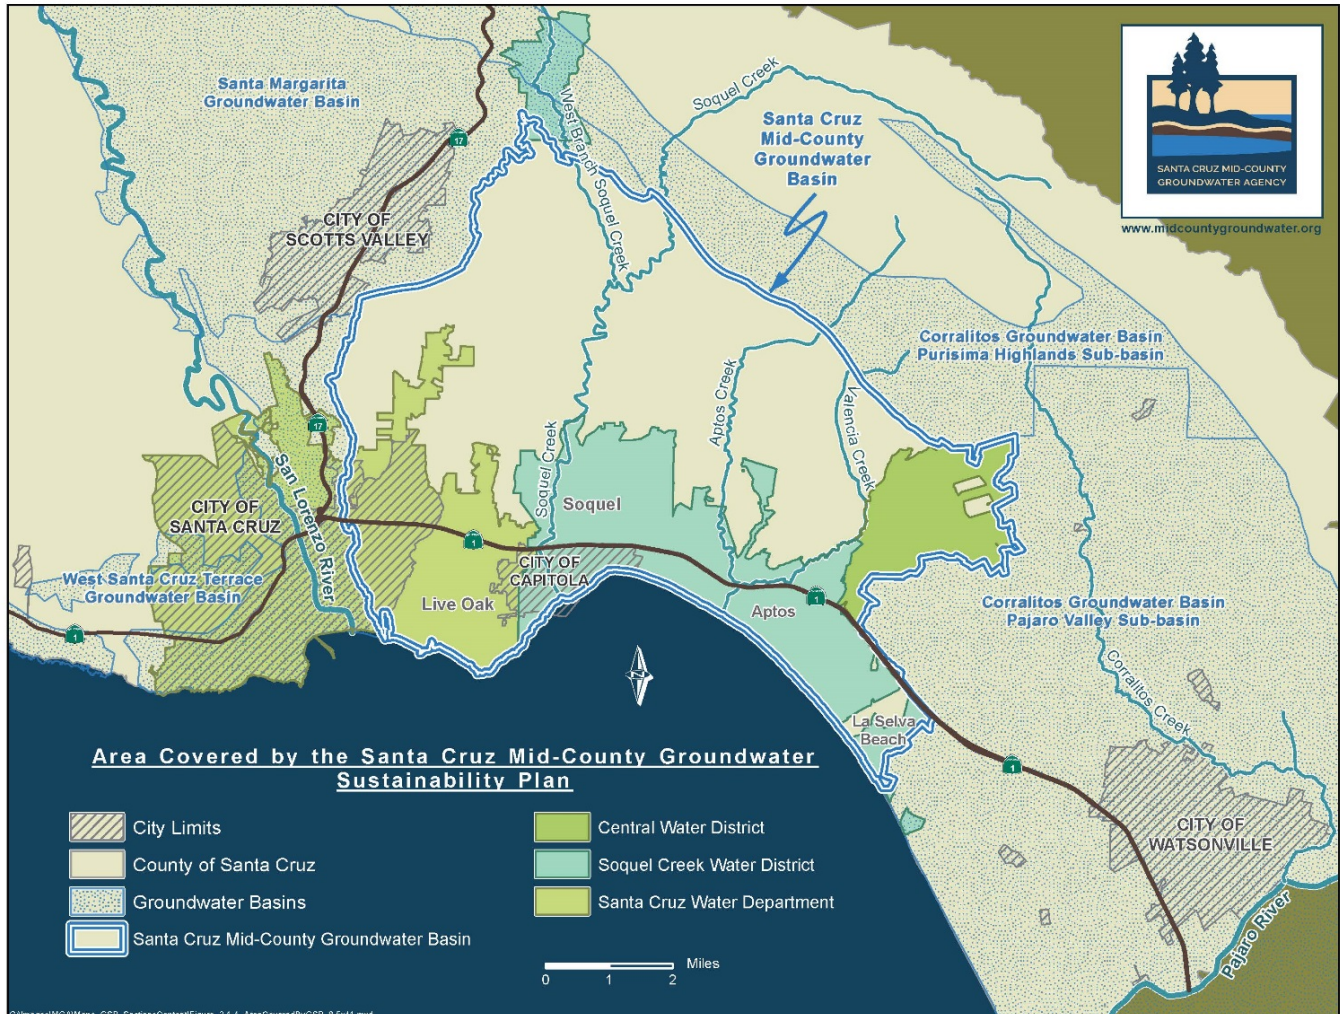 Santa Margarita
Groundwater Basin
17
CITY OF
SCOTTS VALLEY
West Branch Soquel Creek
Soquel Creek
Santa Cruz
Mid-County
Groundwater
Basin
SANTA CRUZ MID-COUNTY
GROUNDWATER AGENCY
www.midcountygroundwater.org
Corralitos Groundwater Basin
Purisima Highlands Sub-basin
Aptos Creek
Valencia Creek
17
Soquel Creek
San Lorenzo River
CITY OF
SANTA CRUZ
Soquel
1
CITY OF
CAPITOLA
West Santa Cruz Terrace
Groundwater Basin
Live Oak
Aptos
1
Corralitos Groundwater Basin
Pajaro Valley Sub-basin
1
N
Corralitos Creek
La Selva
Beach
1
CITY OF
WATSONVILLE
Pajaro River
Area Covered by the Santa Cruz Mid-County Groundwater
Sustainability Plan
City Limits
County of Santa Cruz
Groundwater Basins
Santa Cruz Mid-County Groundwater Basin
Central Water District
Soquel Creek Water District
Santa Cruz Water Department
Miles
0 1 2